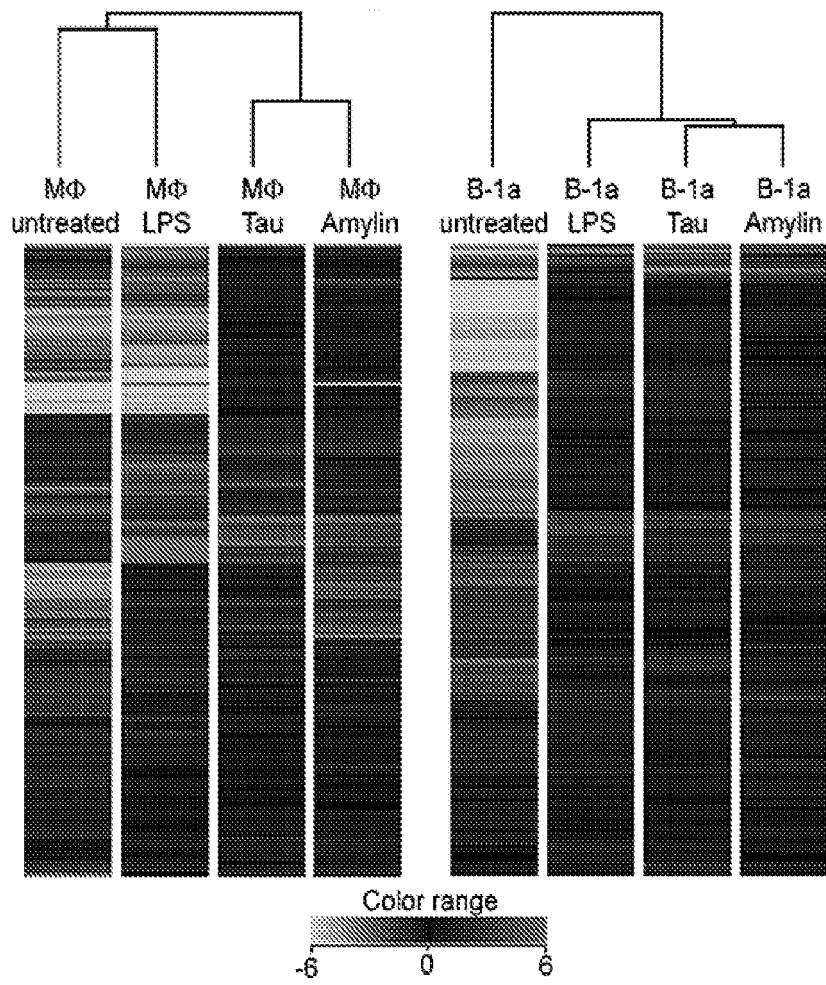 MΦ MΦ MΦ MΦ B-1a B-1a B-1a B-1a
untreated LPS Tau Amylin untreated LPS Tau Amylin
Color range
-6 0 6